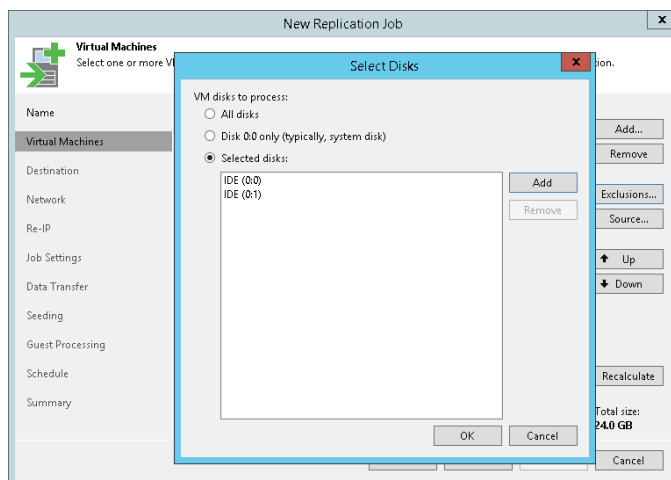 New Replication Job
x
Virtual Machines
Select one or more V
ion.
Name
Virtual Machines
Destination
Network
Re-IP
Job Settings
Data Transfer
Seeding
Guest Processing
Schedule
Summary
Select Disks
x
VM disks to process:
All disks
Disk 0:0 only (typically, system disk)
Selected disks:
IDE (0:0)
IDE (0:1)
Add
Remove
OK
Cancel
Add...
Remove
Exclusions...
Source...
Up
Down
Recalculate
Total size:
24.0 GB
Cancel